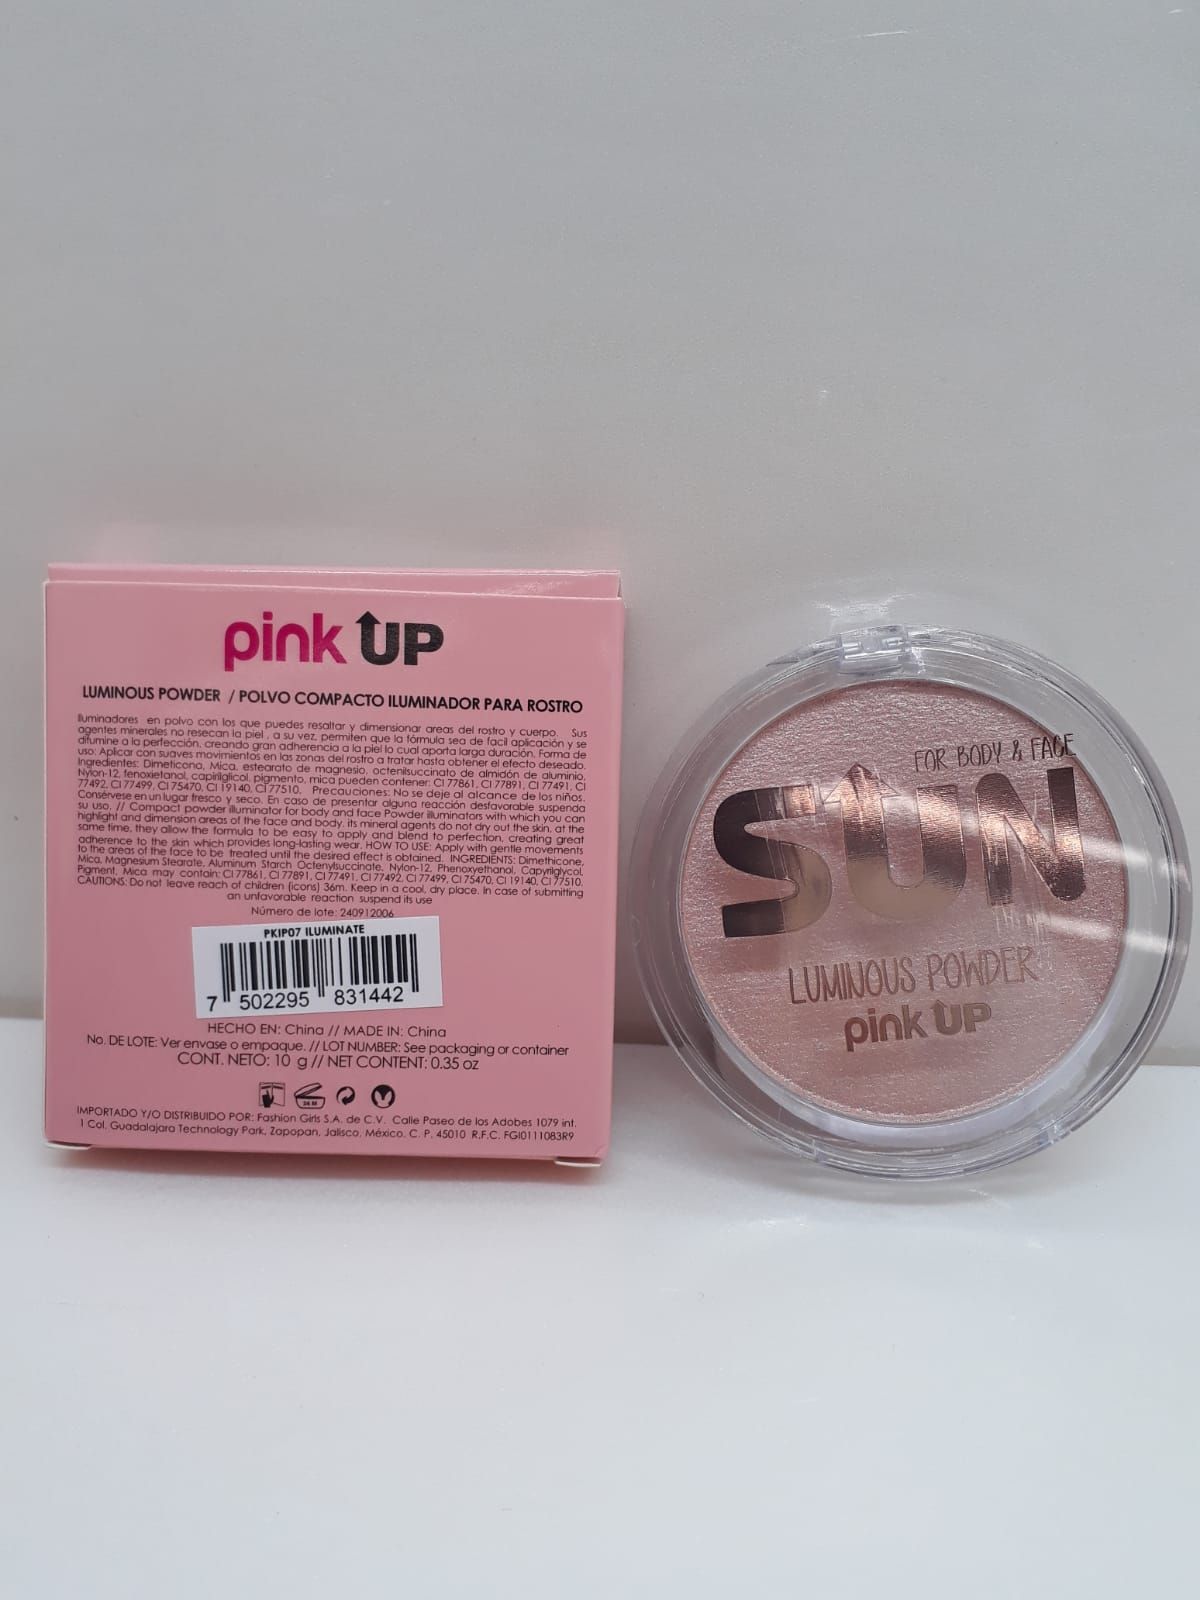 pink UP
LUMINOUS POWDER / POLVO COMPACTO ILUMINADOR PARA ROSTRO
Iluminadores en polvo con los que puedes resaltar y dimensionar areas del rostro y cuerpo. Sus
agentes minerales no resecan la piel , a su vez, permiten que la fórmula sea de facil aplicación y se
difumine a la perfección, creando gran adherencia a la piel lo cual aporta larga duración. Forma de
uso: Aplicar con suaves movimientos en las zonas del rostro a tratar hasta obtener el efecto deseado.
Ingredientes: Dimeticona, Mica, estearato de magnesio, octenilsuccinato de almidón de aluminio,
Nylon-12, fenoxietanol, caprililglicol, pigmento, mica pueden contener: CI 77861, CI 77891, CI 77491, CI
77492, CI 77499, CI 75470, CI 19140, CI 77510. Precauciones: No se deje al alcance de los niños.
Consérvese en un lugar fresco y seco. En caso de presentar alguna reacción desfavorable suspenda
su uso. // Compact powder illuminator for body and face Powder illuminators with which you can
highlight and dimension areas of the face and body. its mineral agents do not dry out the skin, at the
same time, they allow the formula to be easy to apply and blend to perfection, creating great
adherence to the skin which provides long-lasting wear. HOW TO USE: Apply with gentle movements
to the areas of the face to be treated until the desired effect is obtained. INGREDIENTS: Dimethicone,
Mica, Magnesium Stearate, Aluminum Starch Octenylsuccinate, Nylon-12, Phenoxyethanol, Caprylylglycol,
Pigment, Mica may contain: CI 77861, CI 77891, CI 77491, CI 77492, CI 77499, CI 75470, CI 19140, CI 77510.
CAUTIONS: Do not leave reach of children (icons) 36m. Keep in a cool, dry place. In case of submitting
an unfavorable reaction suspend its use
Número de lote: 240912006
PKIP07 ILUMINATE
7 502295 831442
HECHO EN: China // MADE IN: China
No. DE LOTE: Ver envase o empaque. // LOT NUMBER: See packaging or container
CONT. NETO: 10 g // NET CONTENT: 0.35 oz
IMPORTADO Y/O DISTRIBUIDO POR: Fashion Girls S.A. de C.V. Calle Paseo de los Adobes 1079 int.
1 Col. Guadalajara Technology Park, Zapopan, Jalisco, México. C. P. 45010 R.F.C. FGI0111083R9
FOR BODY & FACE
SUN
LUMINOUS POWDER
pink UP